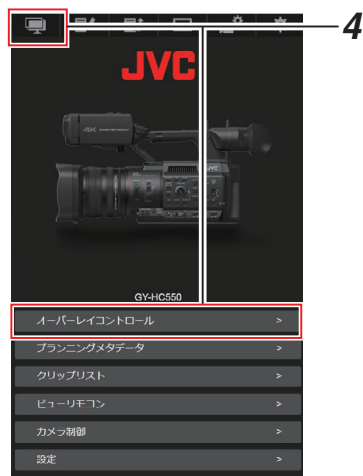 4
JVC
4K
GY-HC550
オーバーレイコントロール >
プランニングメタデータ >
クリップリスト >
ビューリモコン >
カメラ制御 >
設定 >